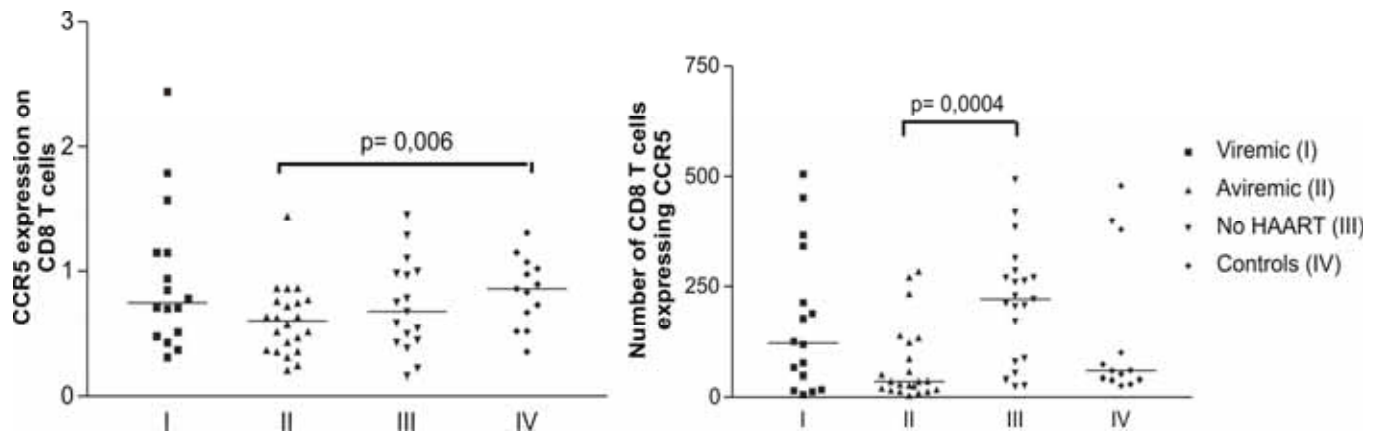 CCR5 expression on
CD8 T cells
3
2
1
0
p= 0,006
I
II
III
IV
Number of CD8 T cells
expressing CCR5
750
500
250
0
p= 0,0004
I
II
III
IV
Viremic (I)
Aviremic (II)
No HAART (III)
Controls (IV)